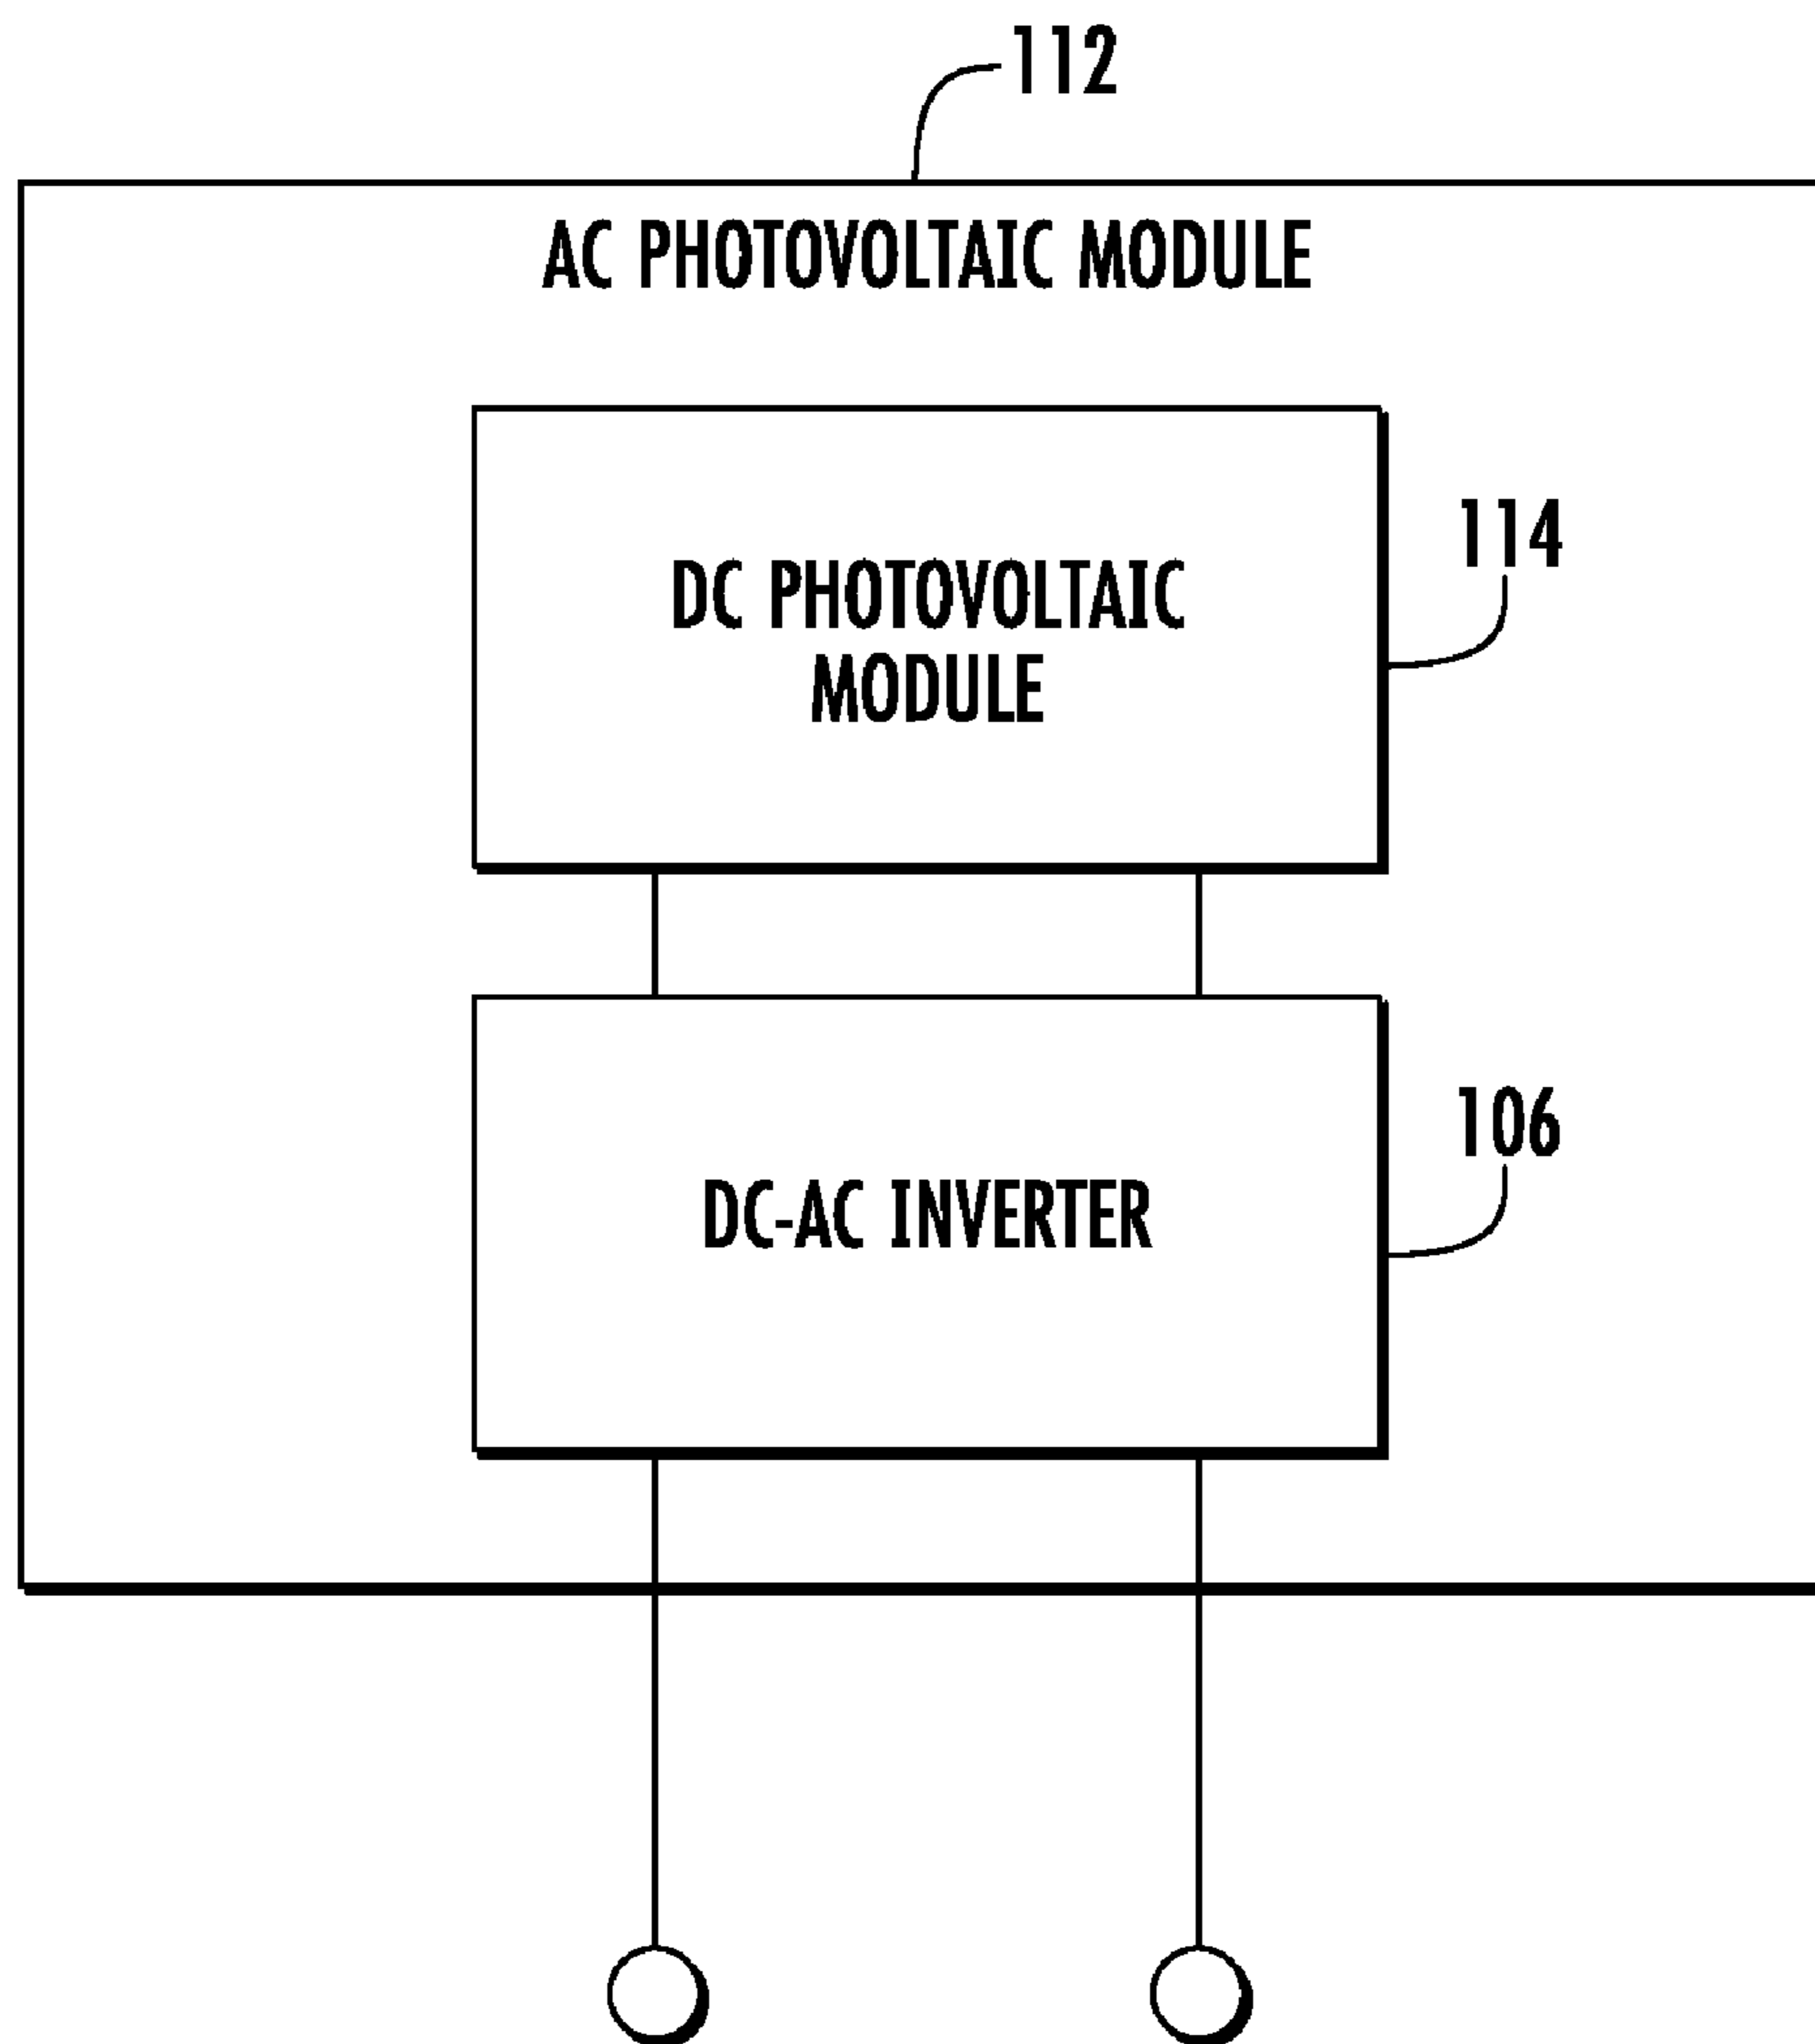 112
AC PHOTOVOLTAIC MODULE
114
DC PHOTOVOLTAIC
MODULE
106
DC-AC INVERTER